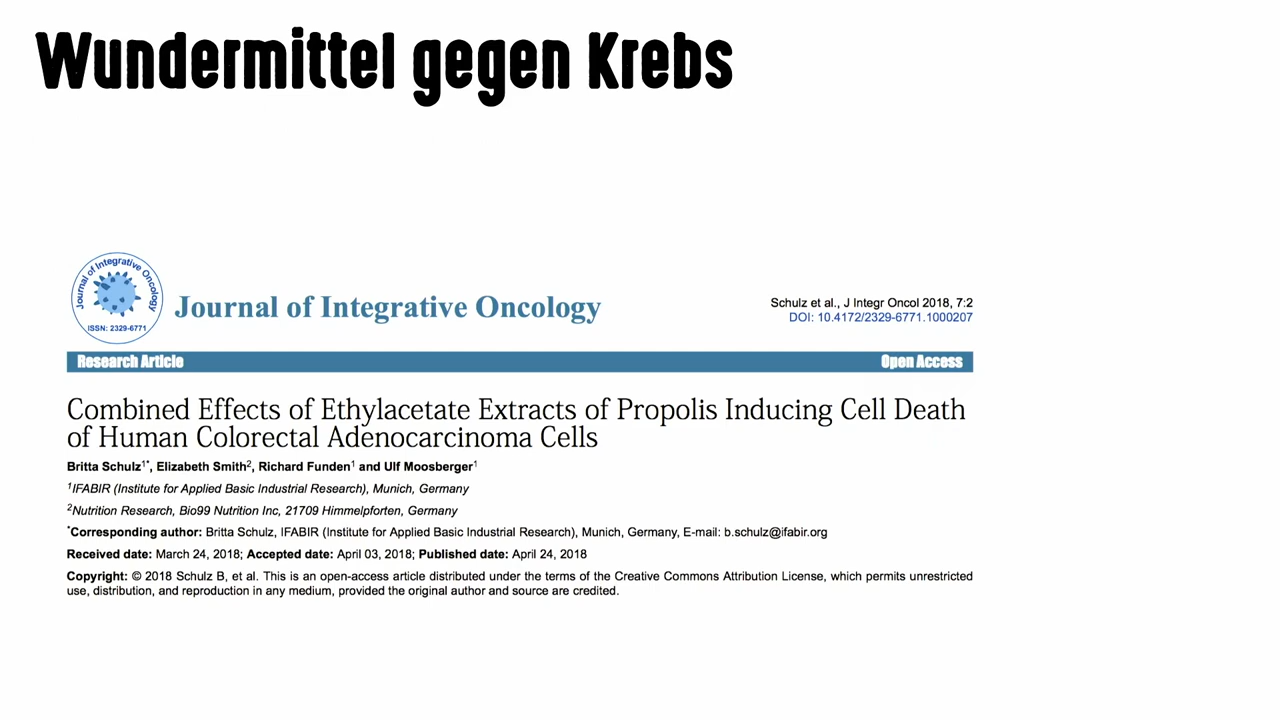 Wundermittel gegen Krebs
Journal of Integrative Oncology
ISSN: 2329-6771
Journal of Integrative Oncology
Schulz et al., J Integr Oncol 2018, 7:2
DOI: 10.4172/2329-6771.1000207
Research Article
Open Access
Combined Effects of Ethylacetate Extracts of Propolis Inducing Cell Death
of Human Colorectal Adenocarcinoma Cells
Britta Schulz1*, Elizabeth Smith2, Richard Funden1 and Ulf Moosberger1
1IFABIR (Institute for Applied Basic Industrial Research), Munich, Germany
2Nutrition Research, Bio99 Nutrition Inc, 21709 Himmelpforten, Germany
*Corresponding author: Britta Schulz, IFABIR (Institute for Applied Basic Industrial Research), Munich, Germany, E-mail: b.schulz@ifabir.org
Received date: March 24, 2018; Accepted date: April 03, 2018; Published date: April 24, 2018
Copyright: © 2018 Schulz B, et al. This is an open-access article distributed under the terms of the Creative Commons Attribution License, which permits unrestricted
use, distribution, and reproduction in any medium, provided the original author and source are credited.